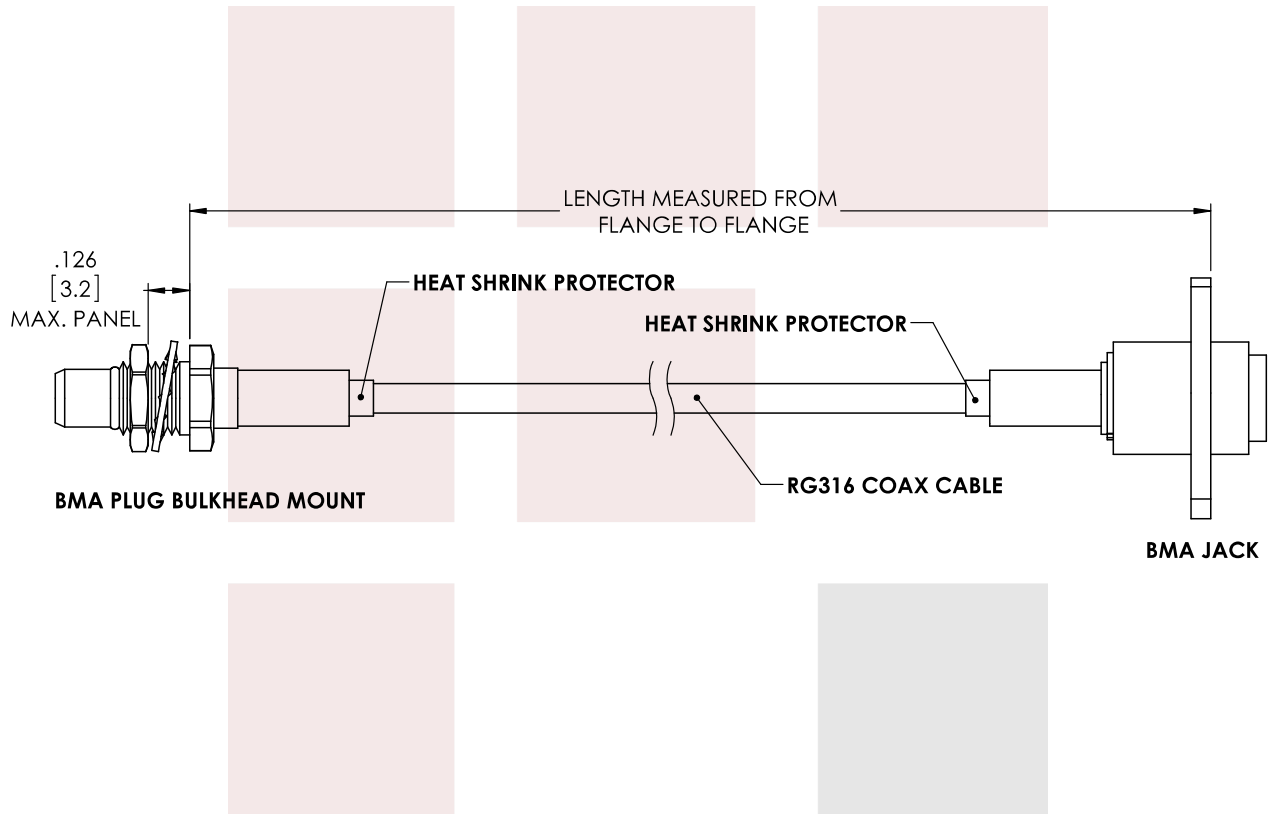 LENGTH MEASURED FROM
FLANGE TO FLANGE
.126
[3.2]
MAX. PANEL
HEAT SHRINK PROTECTOR
HEAT SHRINK PROTECTOR
BMA PLUG BULKHEAD MOUNT
RG316 COAX CABLE
BMA JACK